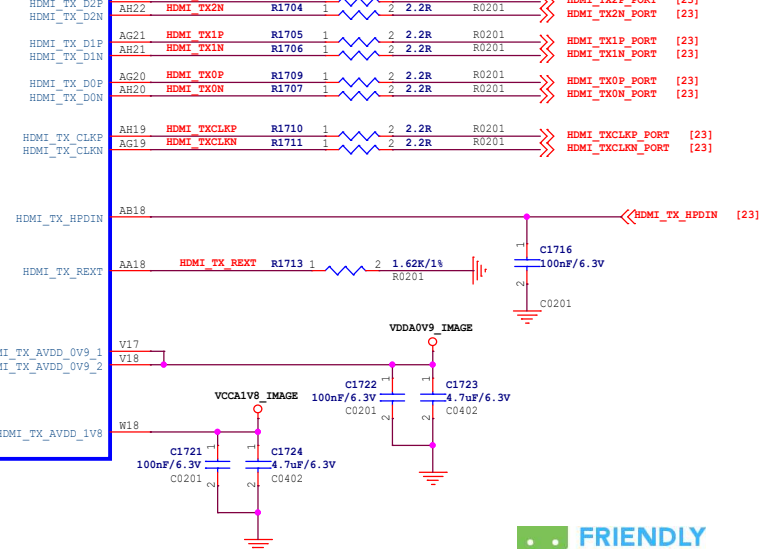 HDMI_TX_D2P
HDMI_TX_D2N AH22 HDMI_TX2N R1704 1 2 2.2R R0201 HDMI_TX2N_PORT [23]
HDMI_TX_D1P AG21 HDMI_TX1P R1705 1 2 2.2R R0201 HDMI_TX1P_PORT [23]
HDMI_TX_D1N AH21 HDMI_TX1N R1706 1 2 2.2R R0201 HDMI_TX1N_PORT [23]
HDMI_TX_D0P AG20 HDMI_TX0P R1709 1 2 2.2R R0201 HDMI_TX0P_PORT [23]
HDMI_TX_D0N AH20 HDMI_TX0N R1707 1 2 2.2R R0201 HDMI_TX0N_PORT [23]
HDMI_TX_CLKP AH19 HDMI_TXCLKP R1710 1 2 2.2R R0201 HDMI_TXCLKP_PORT [23]
HDMI_TX_CLKN AG19 HDMI_TXCLKN R1711 1 2 2.2R R0201 HDMI_TXCLKN_PORT [23]
HDMI_TX_HPDIN AB18 HDMI_TX_HPDIN [23]
1 C1716
100nF/6.3V
2 C0201
HDMI_TX_REXT AA18 HDMI_TX_REXT R1713 1 2 1.62K/1%
R0201
VDDA0V9_IMAGE
MI_TX_AVDD_0V9_1 V17
MI_TX_AVDD_0V9_2 V18
C1722 1 1 C1723
100nF/6.3V 4.7uF/6.3V
C0201 2 2 C0402
VCCA1V8_IMAGE
HDMI_TX_AVDD_1V8 W18
C1721 1 1 C1724
100nF/6.3V 4.7uF/6.3V
C0201 2 2 C0402
FRIENDLY